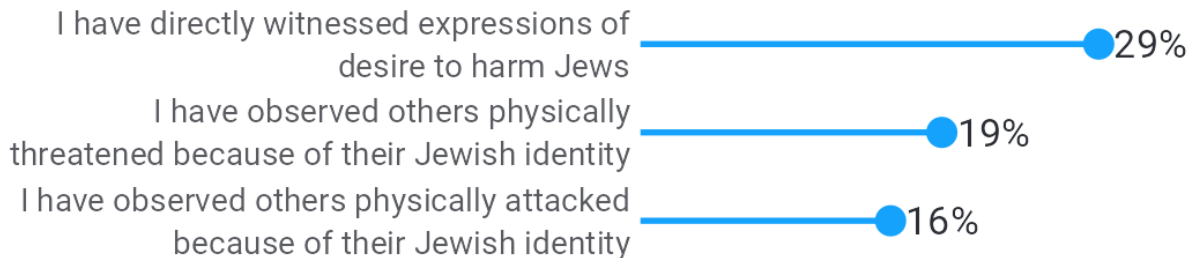 I have directly witnessed expressions of
desire to harm Jews
29%
I have observed others physically
threatened because of their Jewish identity
19%
I have observed others physically attacked
because of their Jewish identity
16%